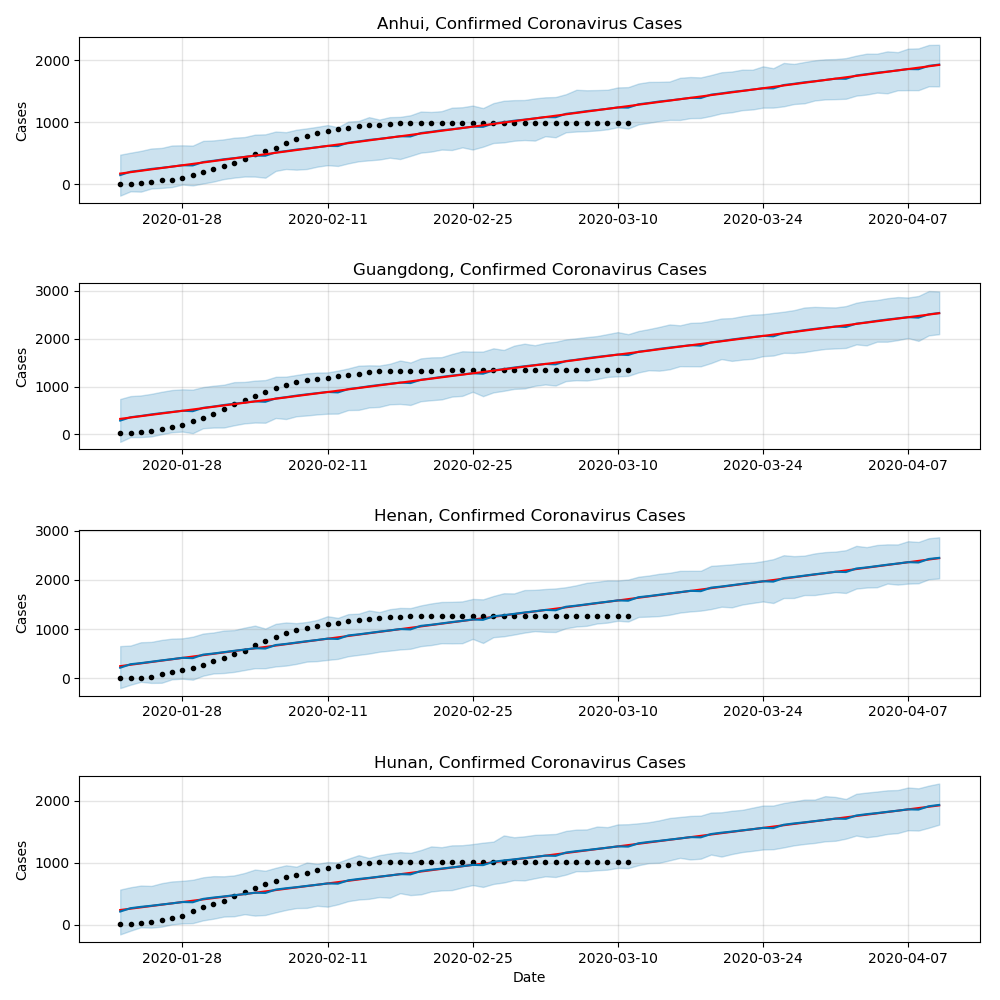 Anhui, Confirmed Coronavirus Cases
Cases
2000
1000
0
2020-01-28 2020-02-11 2020-02-25 2020-03-10 2020-03-24 2020-04-07
Guangdong, Confirmed Coronavirus Cases
Cases
3000
2000
1000
0
2020-01-28 2020-02-11 2020-02-25 2020-03-10 2020-03-24 2020-04-07
Henan, Confirmed Coronavirus Cases
Cases
3000
2000
1000
0
2020-01-28 2020-02-11 2020-02-25 2020-03-10 2020-03-24 2020-04-07
Hunan, Confirmed Coronavirus Cases
Cases
2000
1000
0
2020-01-28 2020-02-11 2020-02-25 2020-03-10 2020-03-24 2020-04-07
Date